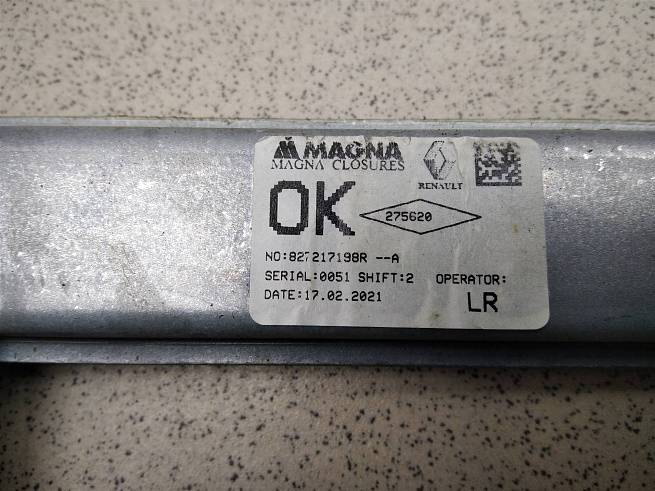 MAGNA
MAGNA CLOSURES
RENAULT
OK
275620
NO:827217198R --A
SERIAL:0051 SHIFT:2 OPERATOR:
DATE:17.02.2021 LR